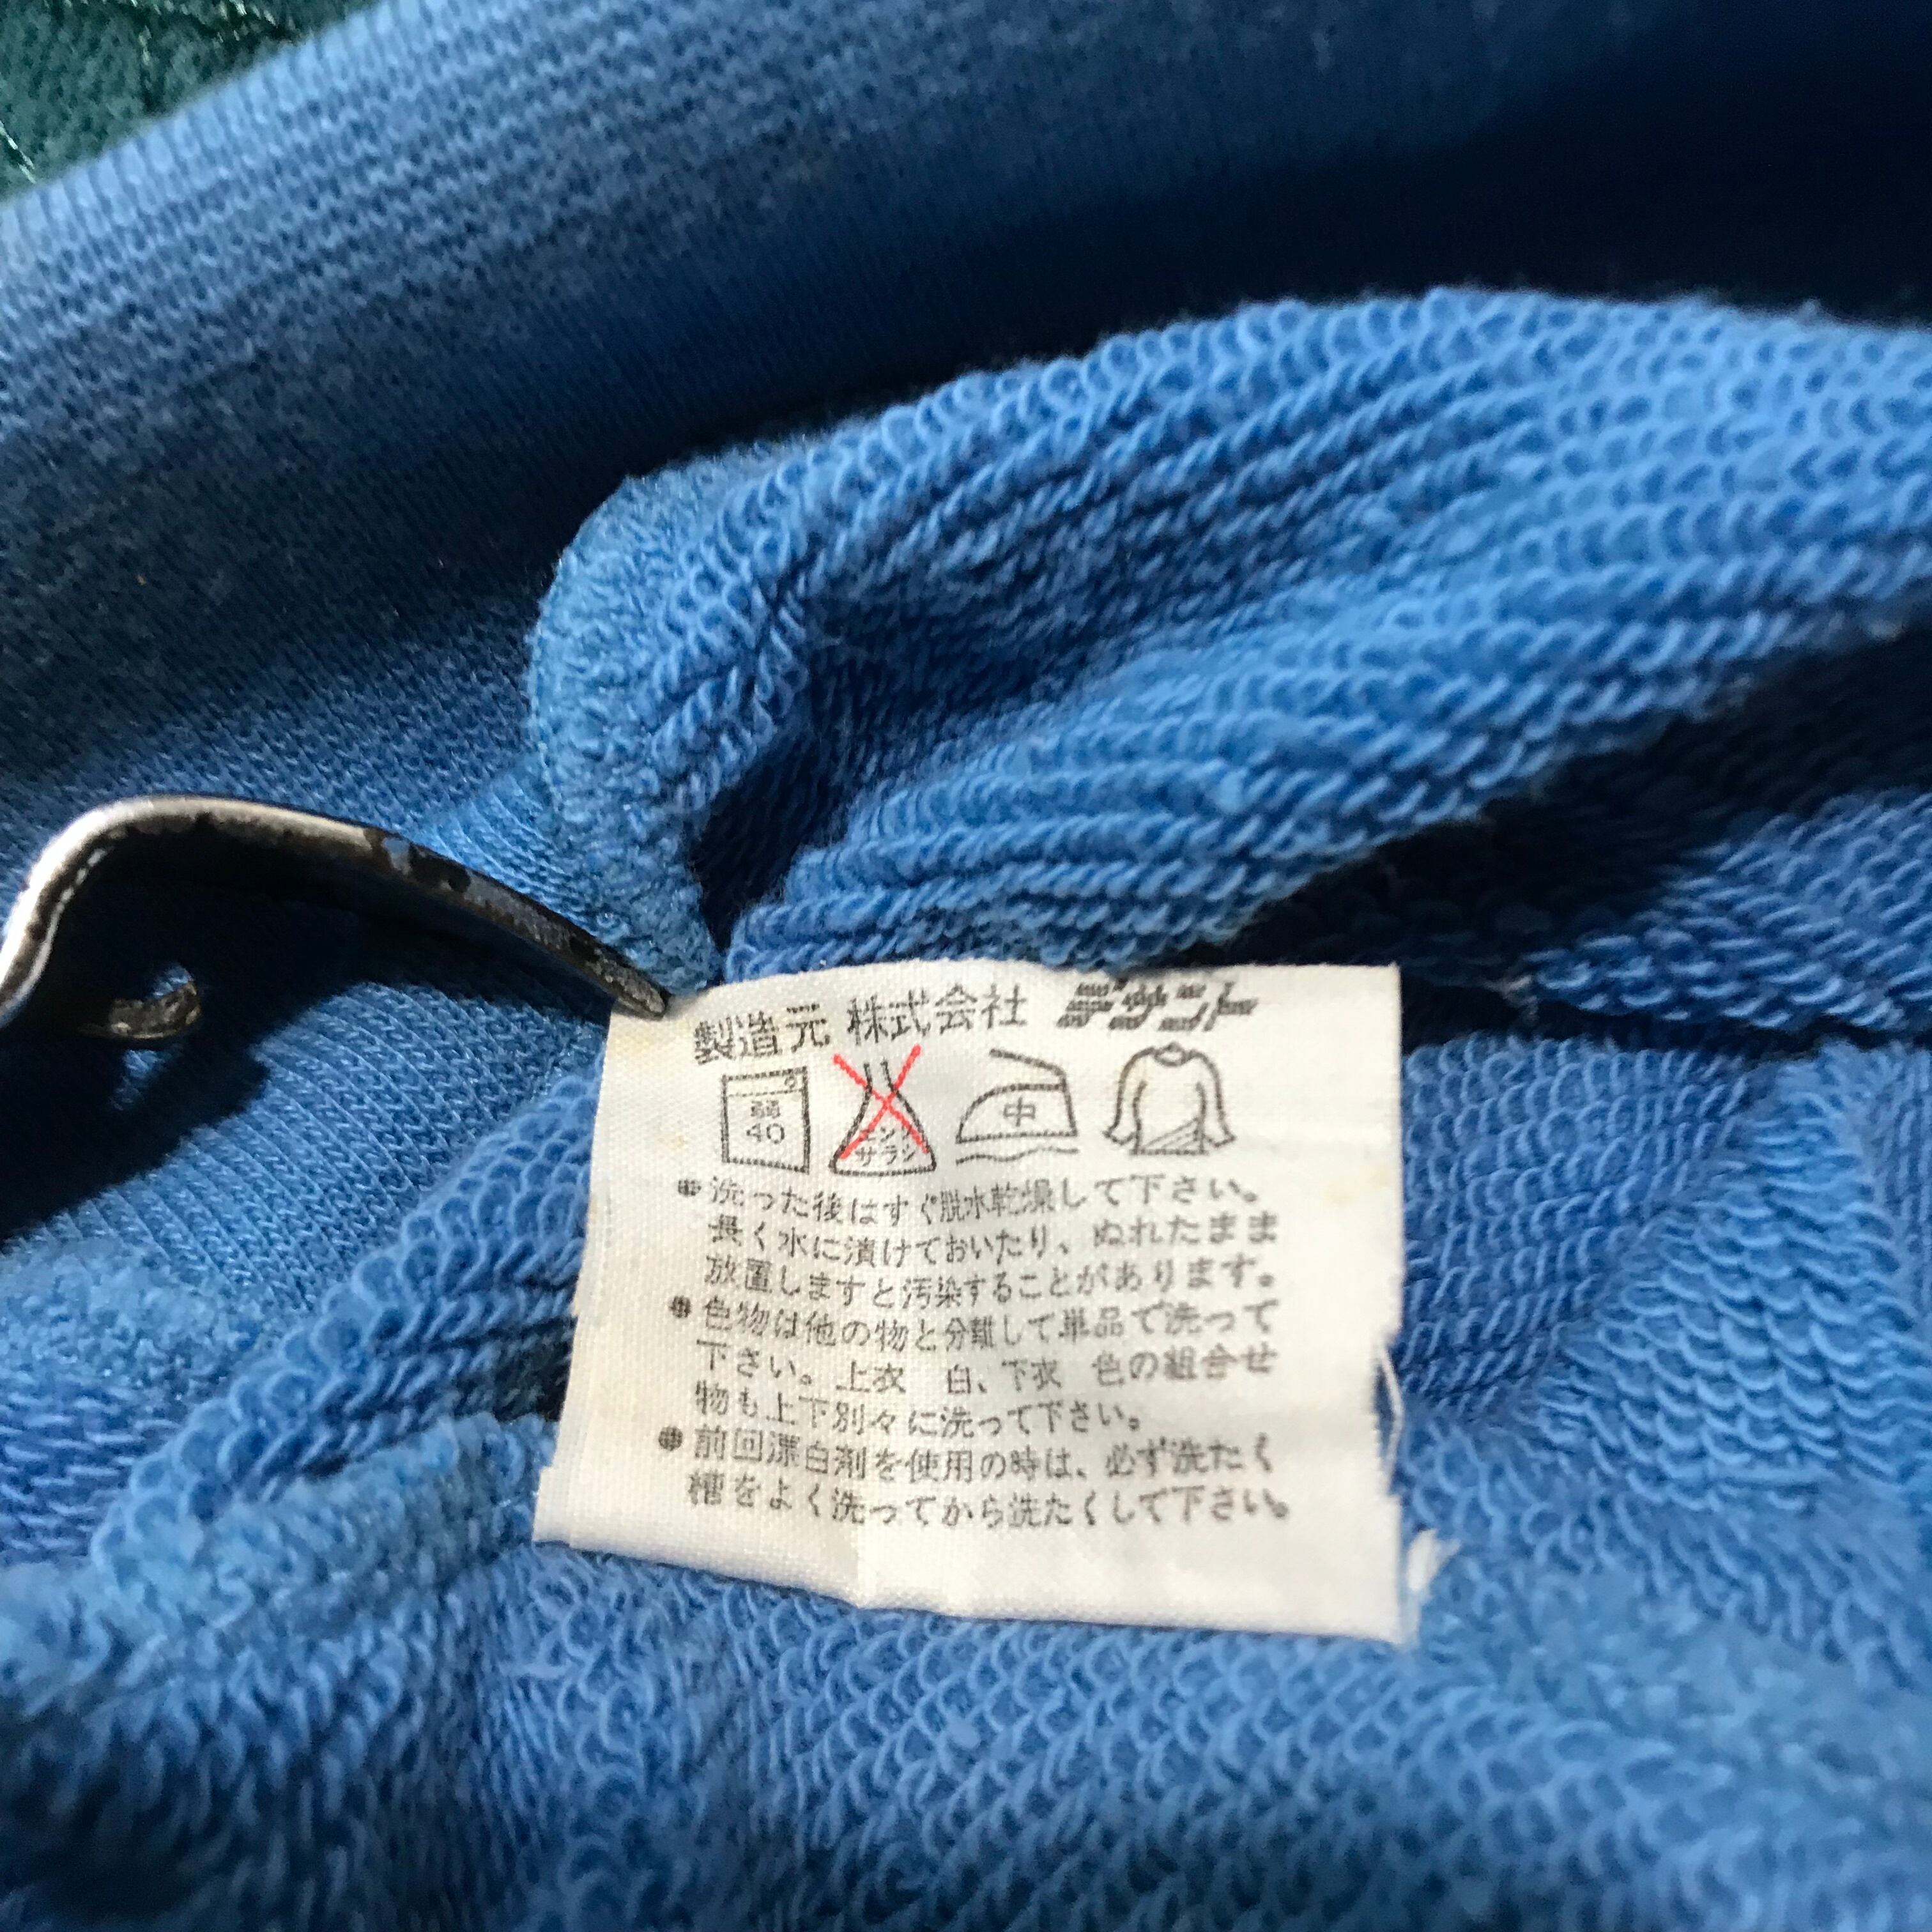 製造元 株式会社 デサント
弱
40
エンソ
サラシ
中
洗った後はすぐ脱水乾燥して下さい。
長く水に漬けておいたり、ぬれたまま
放置しますと汚染することがあります。
色物は他の物と分離して単品で洗って
下さい。上衣 白、下衣 色の組合せ
物も上下別々に洗って下さい。
前回漂白剤を使用の時は、必ず洗たく
槽をよく洗ってから洗たくして下さい。